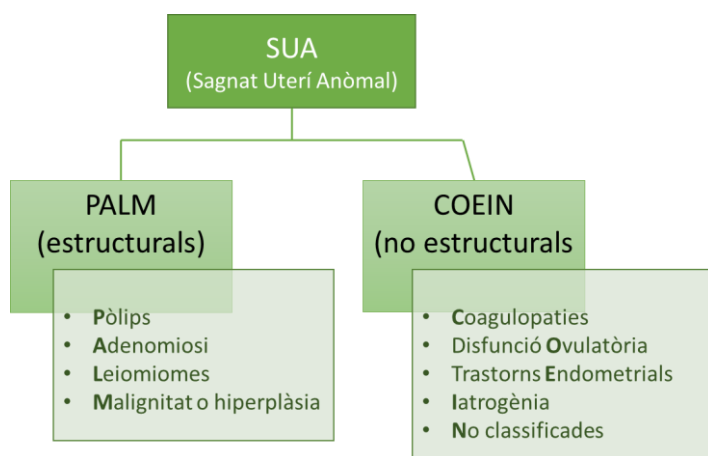 SUA
(Sagnat Uterí Anòmal)
PALM
(estructurals)
• Pòlips
• Adenomiosi
• Leiomiomes
• Malignitat o hiperplàsia
COEIN
(no estructurals
• Coagulopaties
• Disfunció Ovulatòria
• Trastorns Endometrials
• Iatrogènia
• No classificades